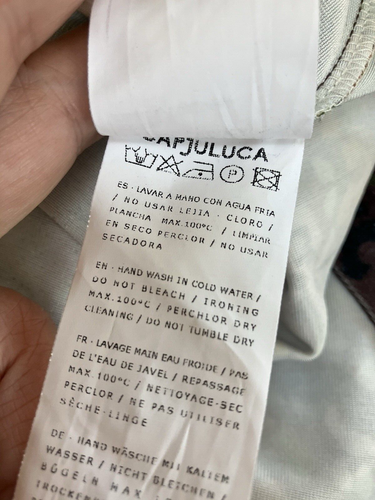 CAPJULUCA
P
ES - LAVAR A MANO CON AGUA FRIA
/ NO USAR LEJIA - CLORO /
PLANCHA MAX.100ºC / LIMPIAR
EN SECO PERCLOR / NO USAR
SECADORA
EN - HAND WASH IN COLD WATER /
DO NOT BLEACH / IRONING
MAX.100ºC / PERCHLOR DRY
CLEANING / DO NOT TUMBLE DRY
FR - LAVAGE MAIN EAU FROIDE / PAS
DE L'EAU DE JAVEL / REPASSAGE
MAX.100ºC / NETTOYAGE-SEC
PERCLOR / NE PAS UTILISER
SÈCHE-LINGE
DE - HAND WÄSCHE MIT KALTEM
WASSER / NICHT BLEICHEN /
BÜGELN MAX